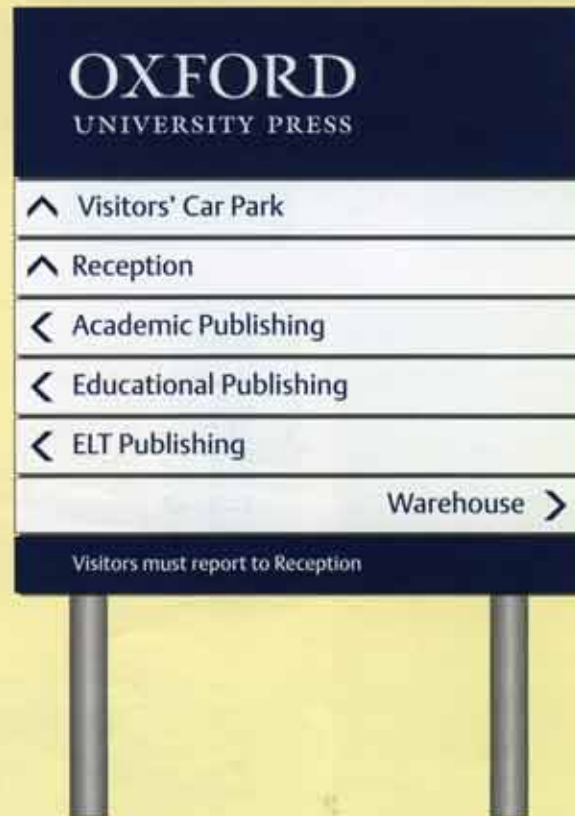 OXFORD
UNIVERSITY PRESS
Visitors' Car Park
Reception
Academic Publishing
Educational Publishing
ELT Publishing
Warehouse
Visitors must report to Reception